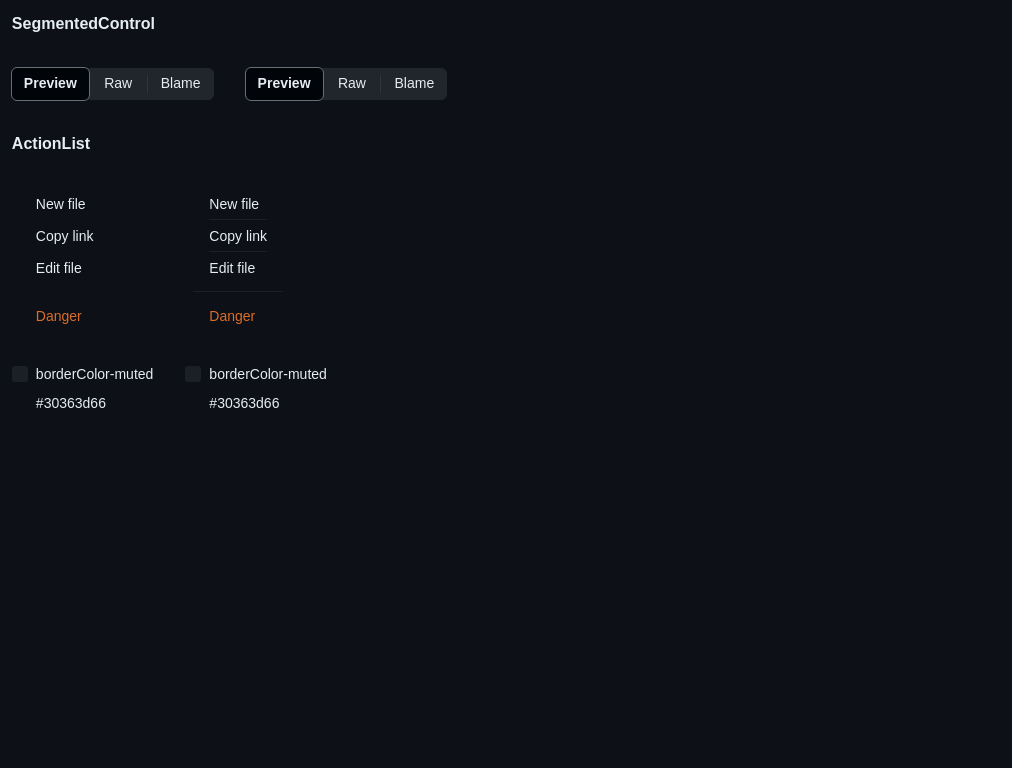 SegmentedControl
Preview Raw Blame Preview Raw Blame
ActionList
New file New file
Copy link Copy link
Edit file Edit file
Danger Danger
borderColor-muted borderColor-muted
#30363d66 #30363d66